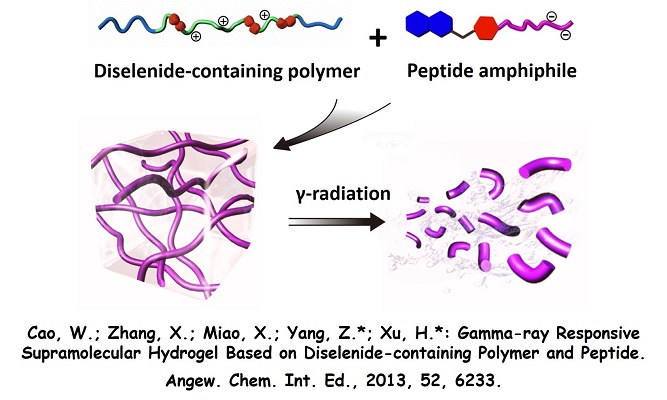 +
Diselenide-containing polymer
Peptide amphiphile
γ-radiation
Cao, W.; Zhang, X.; Miao, X.; Yang, Z.*; Xu, H.*: Gamma-ray Responsive
Supramolecular Hydrogel Based on Diselenide-containing Polymer and Peptide.
Angew. Chem. Int. Ed., 2013, 52, 6233.